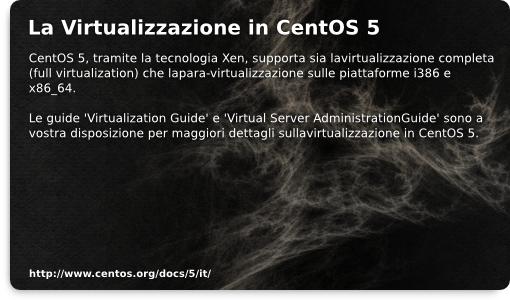 La Virtualizzazione in CentOS 5
CentOS 5, tramite la tecnologia Xen, supporta sia lavirtualizzazione completa
(full virtualization) che lapara-virtualizzazione sulle piattaforme i386 e
x86_64.
Le guide 'Virtualization Guide' e 'Virtual Server AdministrationGuide' sono a
vostra disposizione per maggiori dettagli sullavirtualizzazione in CentOS 5.
http://www.centos.org/docs/5/it/